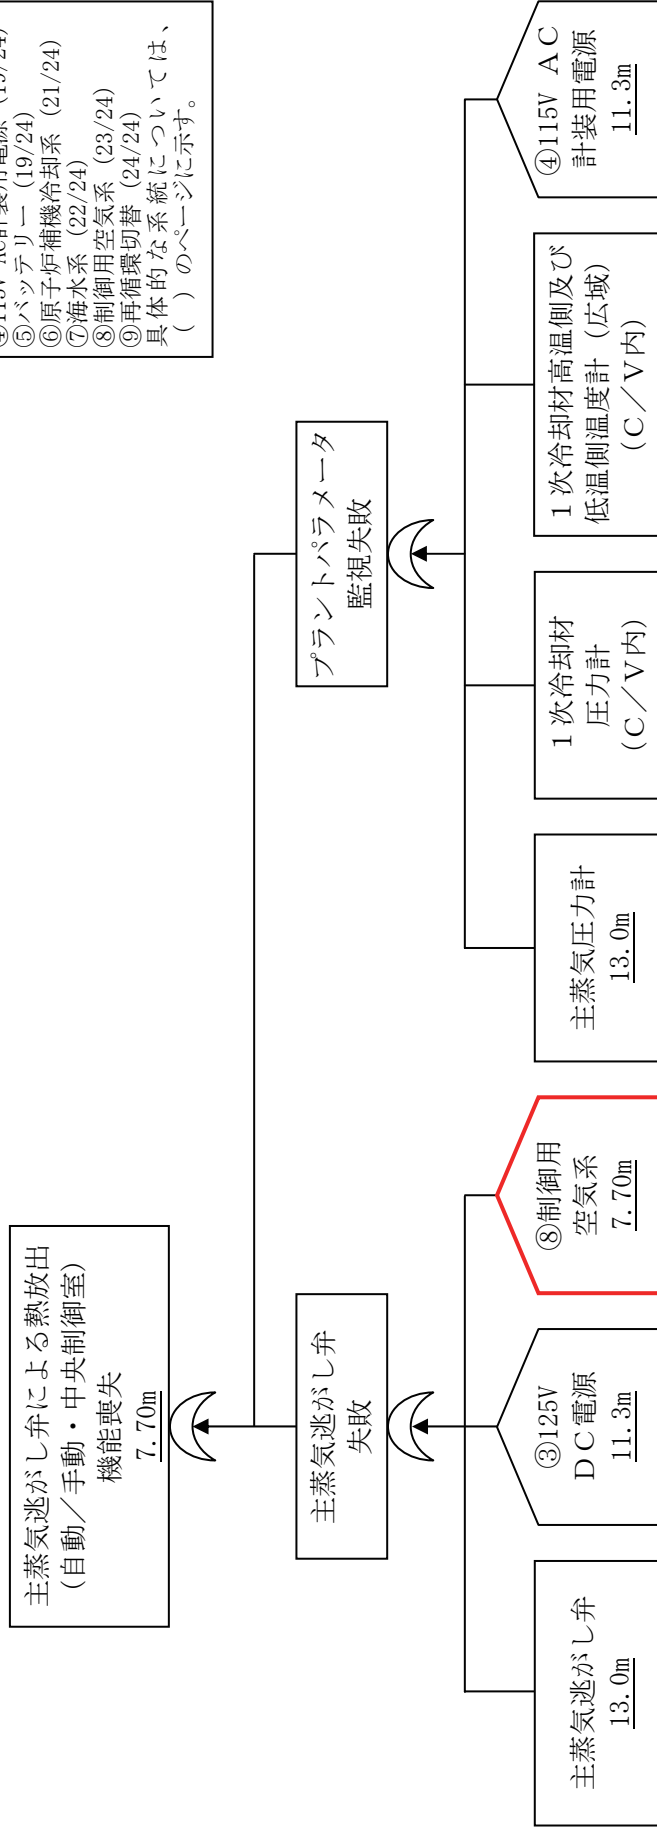 主蒸気逃がし弁による熱放出
(自動／手動・中央制御室)
機能喪失
7.70m
⑤バッテリー (19/24)
⑥原子炉補機冷却系 (21/24)
⑦海水系 (22/24)
⑧制御用空気系 (23/24)
⑨再循環切替 (24/24)
具体的な系統については、
( ) のページに示す。
主蒸気逃がし弁
失敗
プラントパラメータ
監視失敗
主蒸気逃がし弁
13.0m
③125V
ＤＣ電源
11.3m
⑧制御用
空気系
7.70m
主蒸気圧力計
13.0m
１次冷却材
圧力計
(Ｃ／Ｖ内)
１次冷却材高温側及び
低温側温度計 (広域)
(Ｃ／Ｖ内)
④115V ＡＣ
計装用電源
11.3m